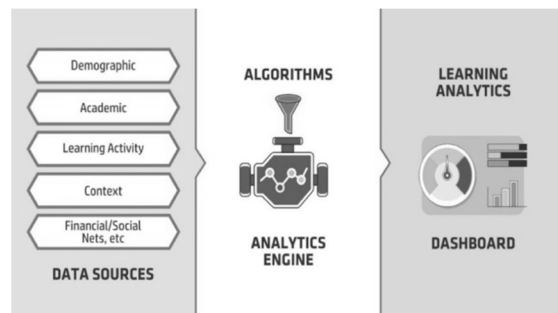 Demographic
Academic
Learning Activity
Context
Financial/Social
Nets, etc
DATA SOURCES
ALGORITHMS
ANALYTICS
ENGINE
LEARNING
ANALYTICS
DASHBOARD